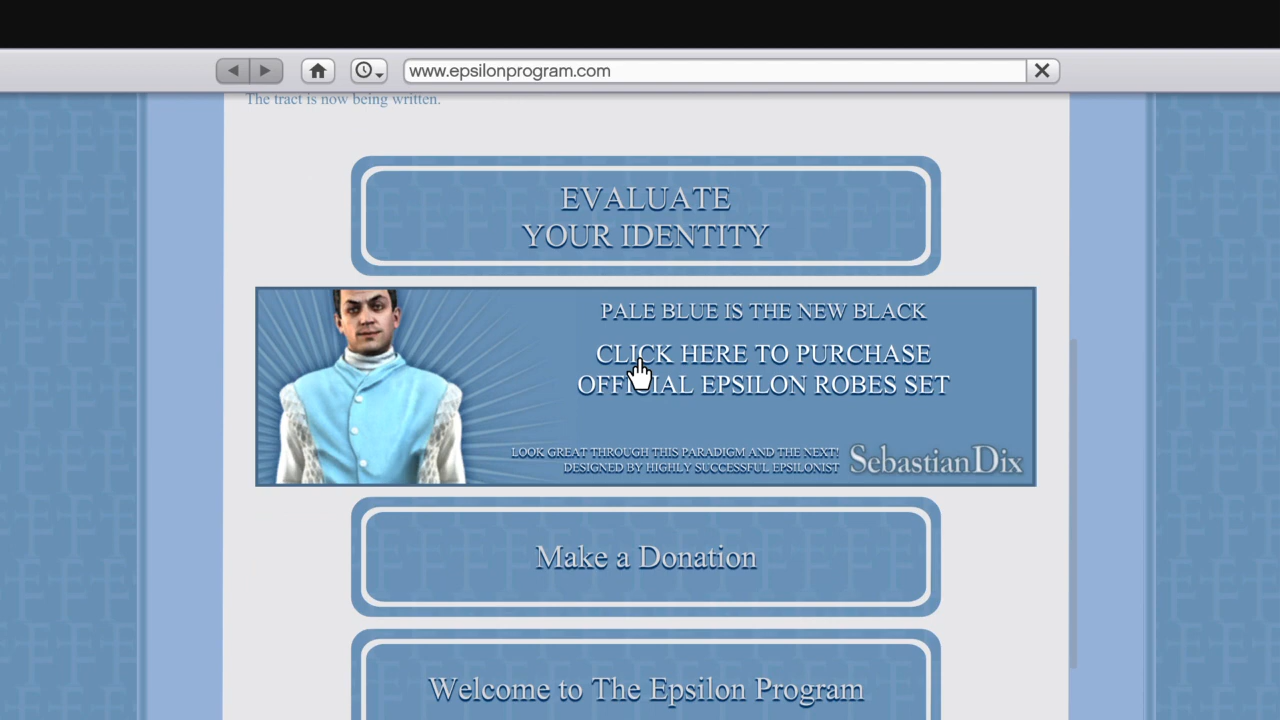 www.epsilonprogram.com
The tract is now being written.
EVALUATE
YOUR IDENTITY
PALE BLUE IS THE NEW BLACK
CLICK HERE TO PURCHASE
OFFICIAL EPSILON ROBES SET
LOOK GREAT THROUGH THIS PARADIGM AND THE NEXT!
DESIGNED BY HIGHLY SUCCESSFUL EPSILONIST
SebastianDix
Make a Donation
Welcome to The Epsilon Program